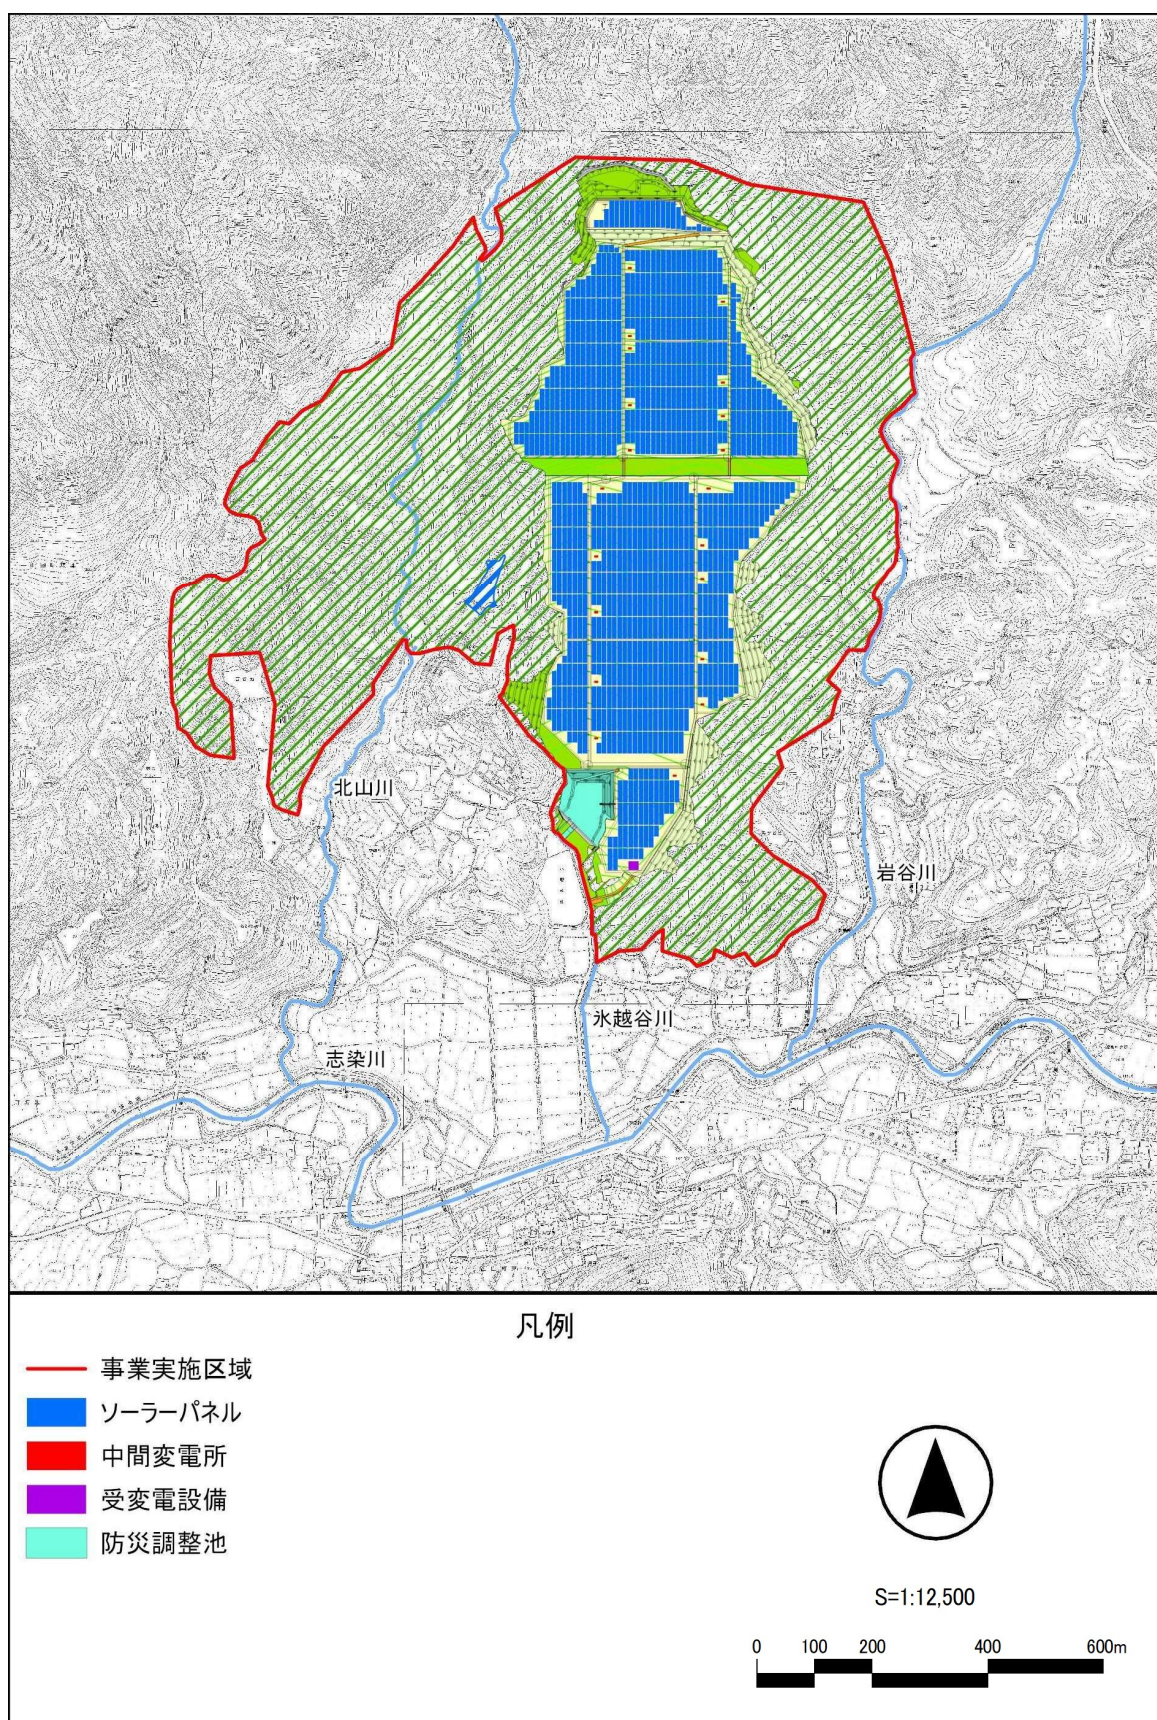 北山川
岩谷川
氷越谷川
志染川
凡例
事業実施区域
ソーラーパネル
中間変電所
受変電設備
防災調整池
S=1:12,500
0 100 200 400 600m